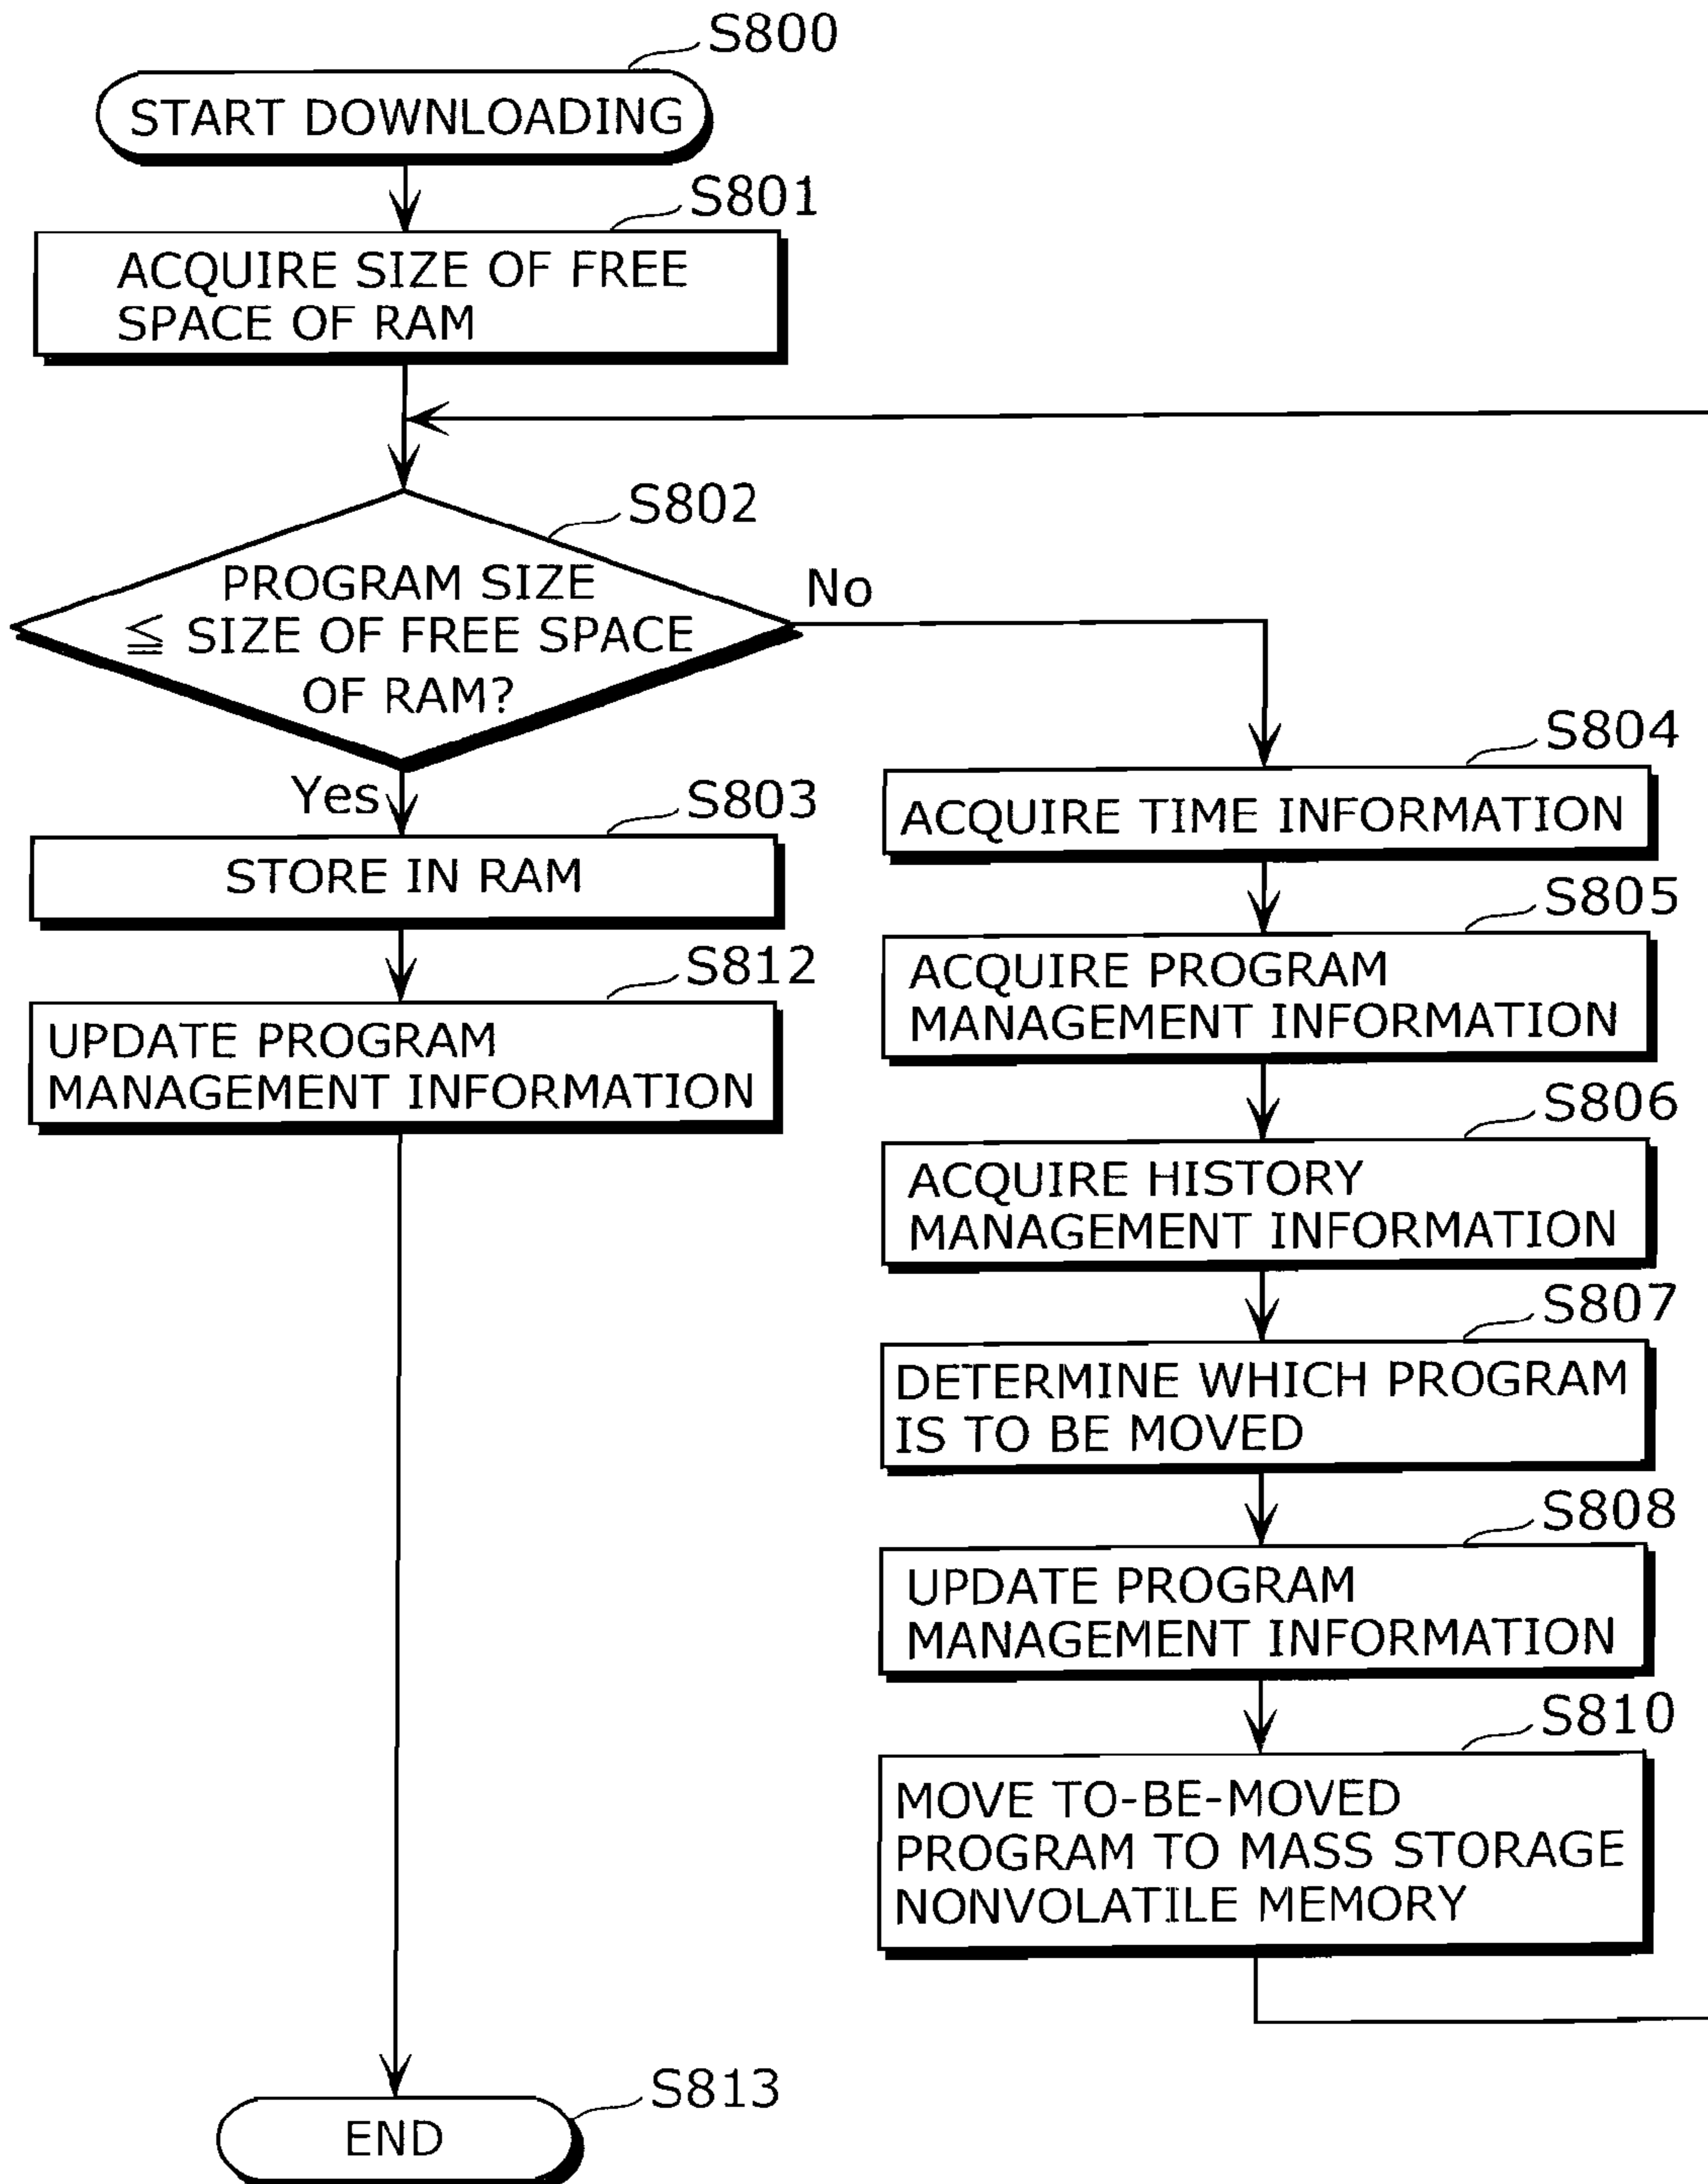 S800
START DOWNLOADING
S801
ACQUIRE SIZE OF FREE
SPACE OF RAM
S802
PROGRAM SIZE
≦ SIZE OF FREE SPACE
OF RAM?
No
Yes
S803
STORE IN RAM
S812
UPDATE PROGRAM
MANAGEMENT INFORMATION
S804
ACQUIRE TIME INFORMATION
S805
ACQUIRE PROGRAM
MANAGEMENT INFORMATION
S806
ACQUIRE HISTORY
MANAGEMENT INFORMATION
S807
DETERMINE WHICH PROGRAM
IS TO BE MOVED
S808
UPDATE PROGRAM
MANAGEMENT INFORMATION
S810
MOVE TO-BE-MOVED
PROGRAM TO MASS STORAGE
NONVOLATILE MEMORY
S813
END